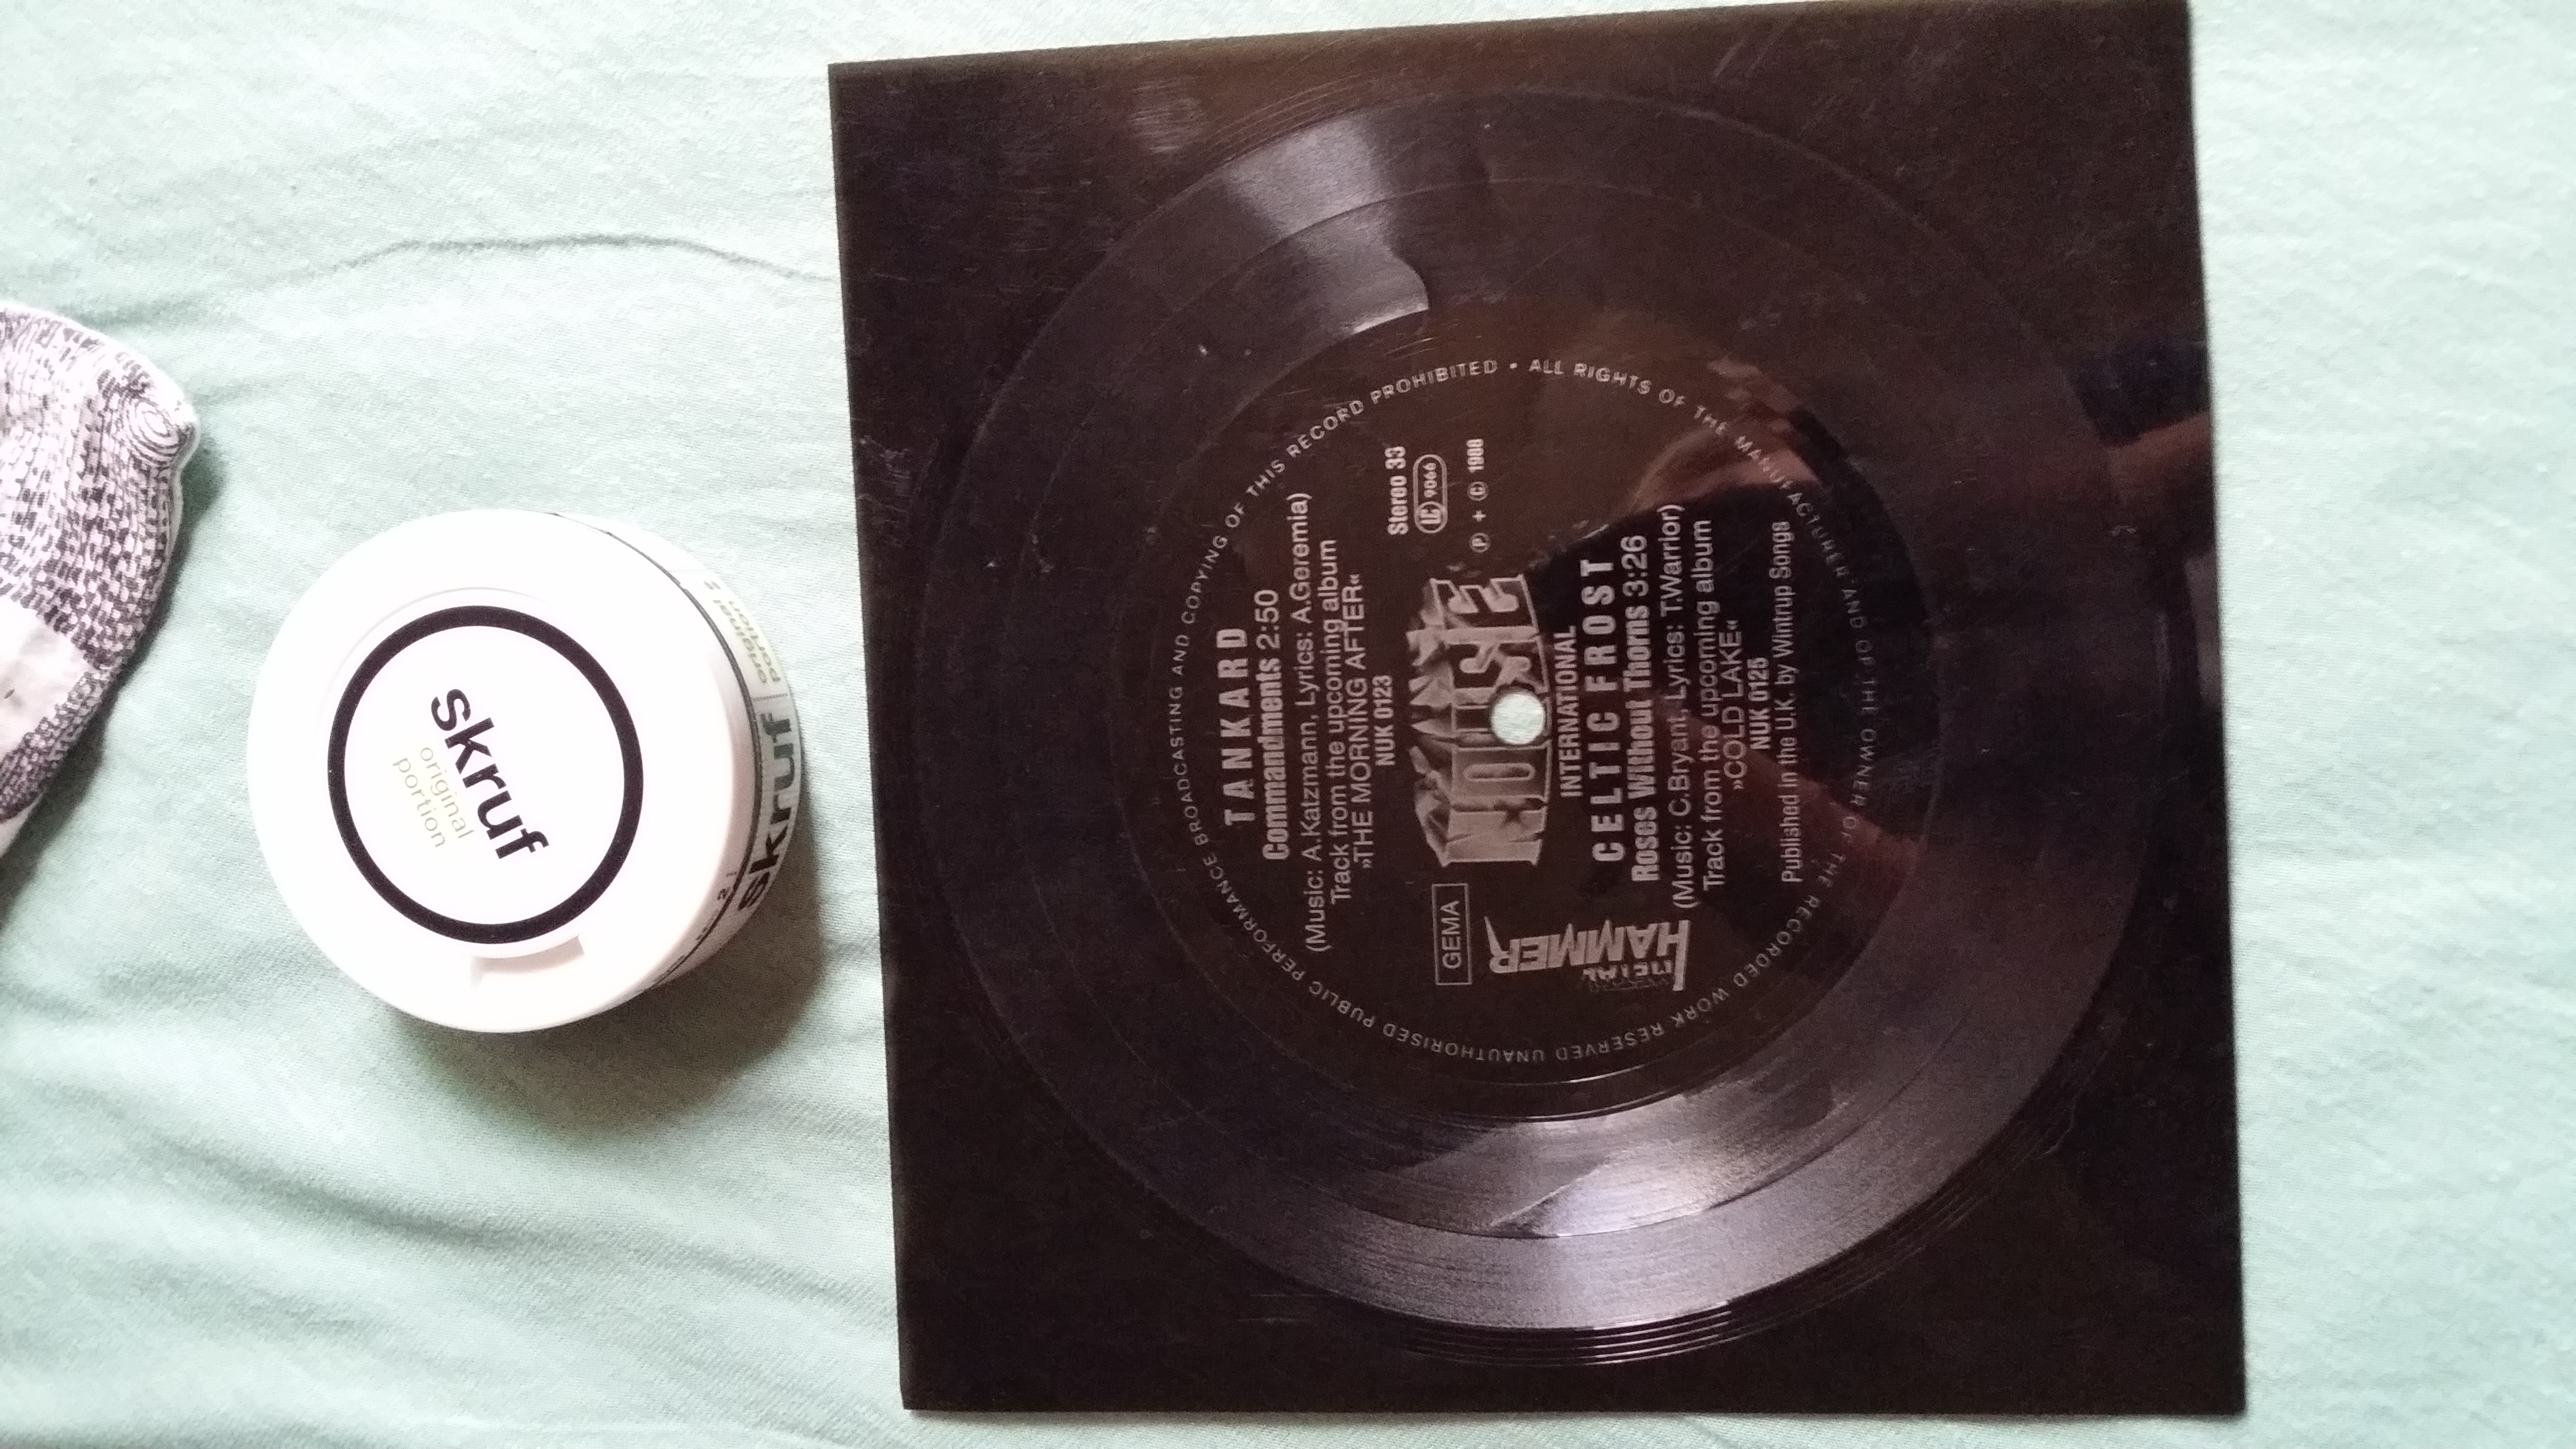 skruf
original
portion
skruf
original
portion
TANKARD
Commandments 2:50
(Music: A.Katzmann, Lyrics: A.Geremia)
Track from the upcoming album
»THE MORNING AFTER«
NUK 0123
Stereo 33
LC 9066
℗ + © 1988
GEMA
NOISE
INTERNATIONAL
METAL
HAMMER
CELTIC FROST
Roses Without Thorns 3:26
(Music: C.Bryant, Lyrics: T.Warrior)
Track from the upcoming album
»COLD LAKE«
NUK 0125
Published in the U.K. by Wintrup Songs
ALL RIGHTS OF THE MANUFACTURER AND OF THE OWNER OF THE RECORDED WORK RESERVED UNAUTHORISED PUBLIC PERFORMANCE BROADCASTING AND COPYING OF THIS RECORD PROHIBITED •